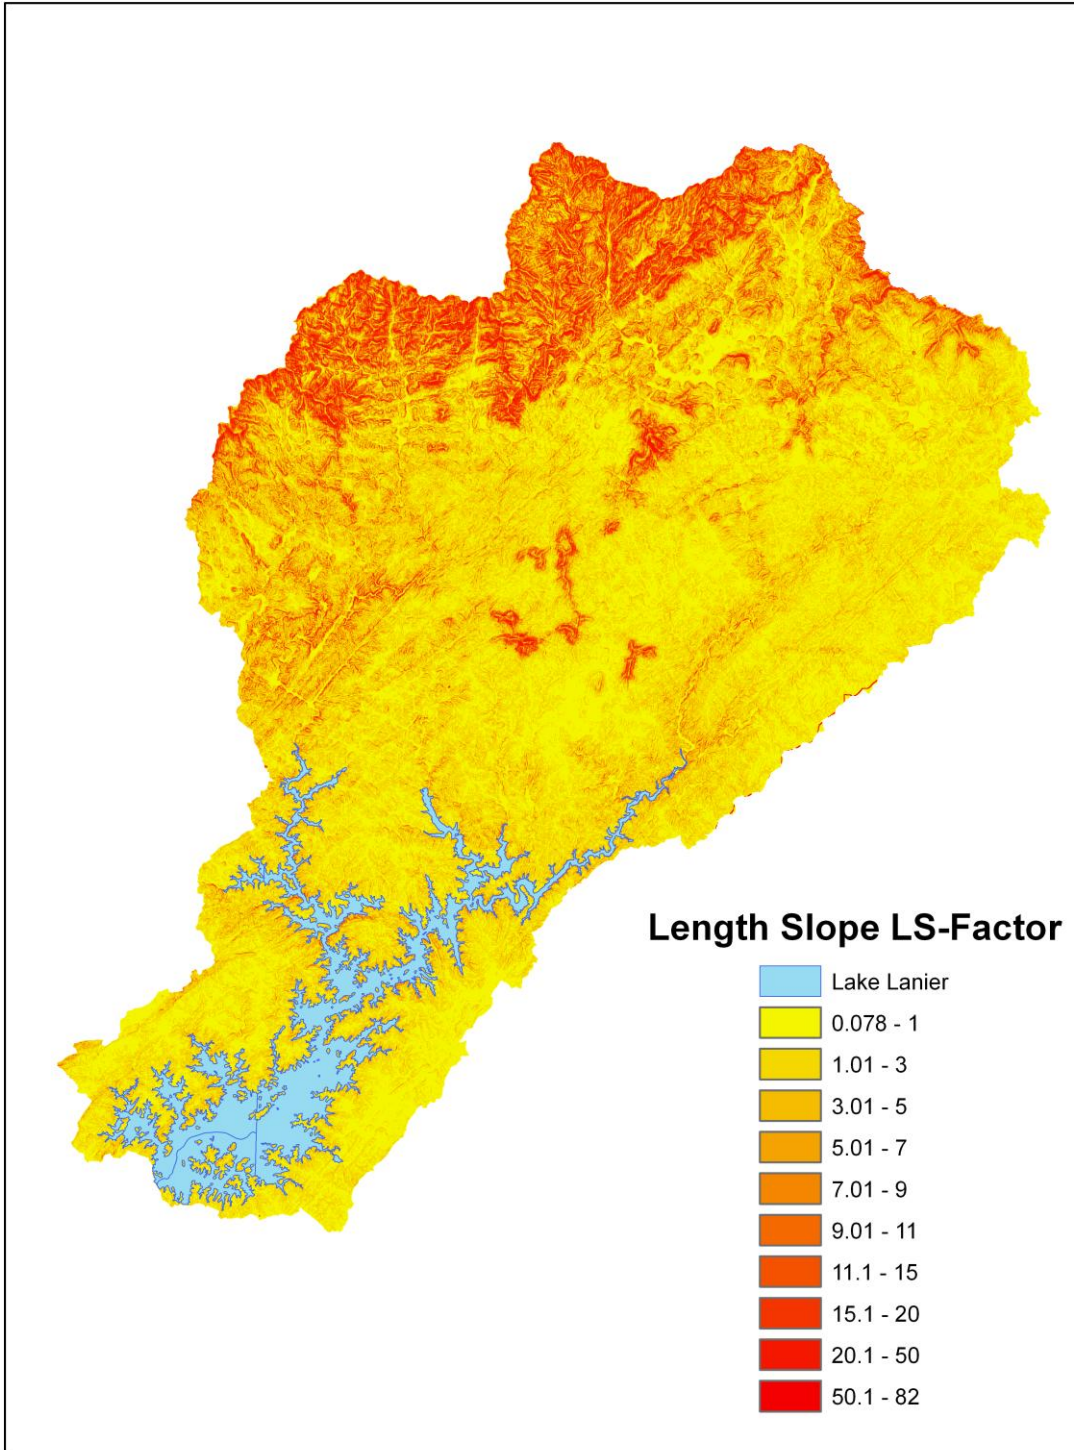 Length Slope LS-Factor
Lake Lanier
0.078 - 1
1.01 - 3
3.01 - 5
5.01 - 7
7.01 - 9
9.01 - 11
11.1 - 15
15.1 - 20
20.1 - 50
50.1 - 82